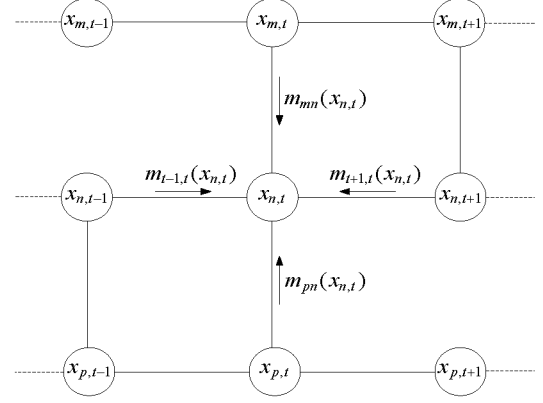 x_{m,t−1} x_{m,t} x_{m,t+1}
m_{mn}(x_{n,t})
m_{t−1,t}(x_{n,t}) m_{t+1,t}(x_{n,t})
x_{n,t−1} x_{n,t} x_{n,t+1}
m_{pn}(x_{n,t})
x_{p,t−1} x_{p,t} x_{p,t+1}